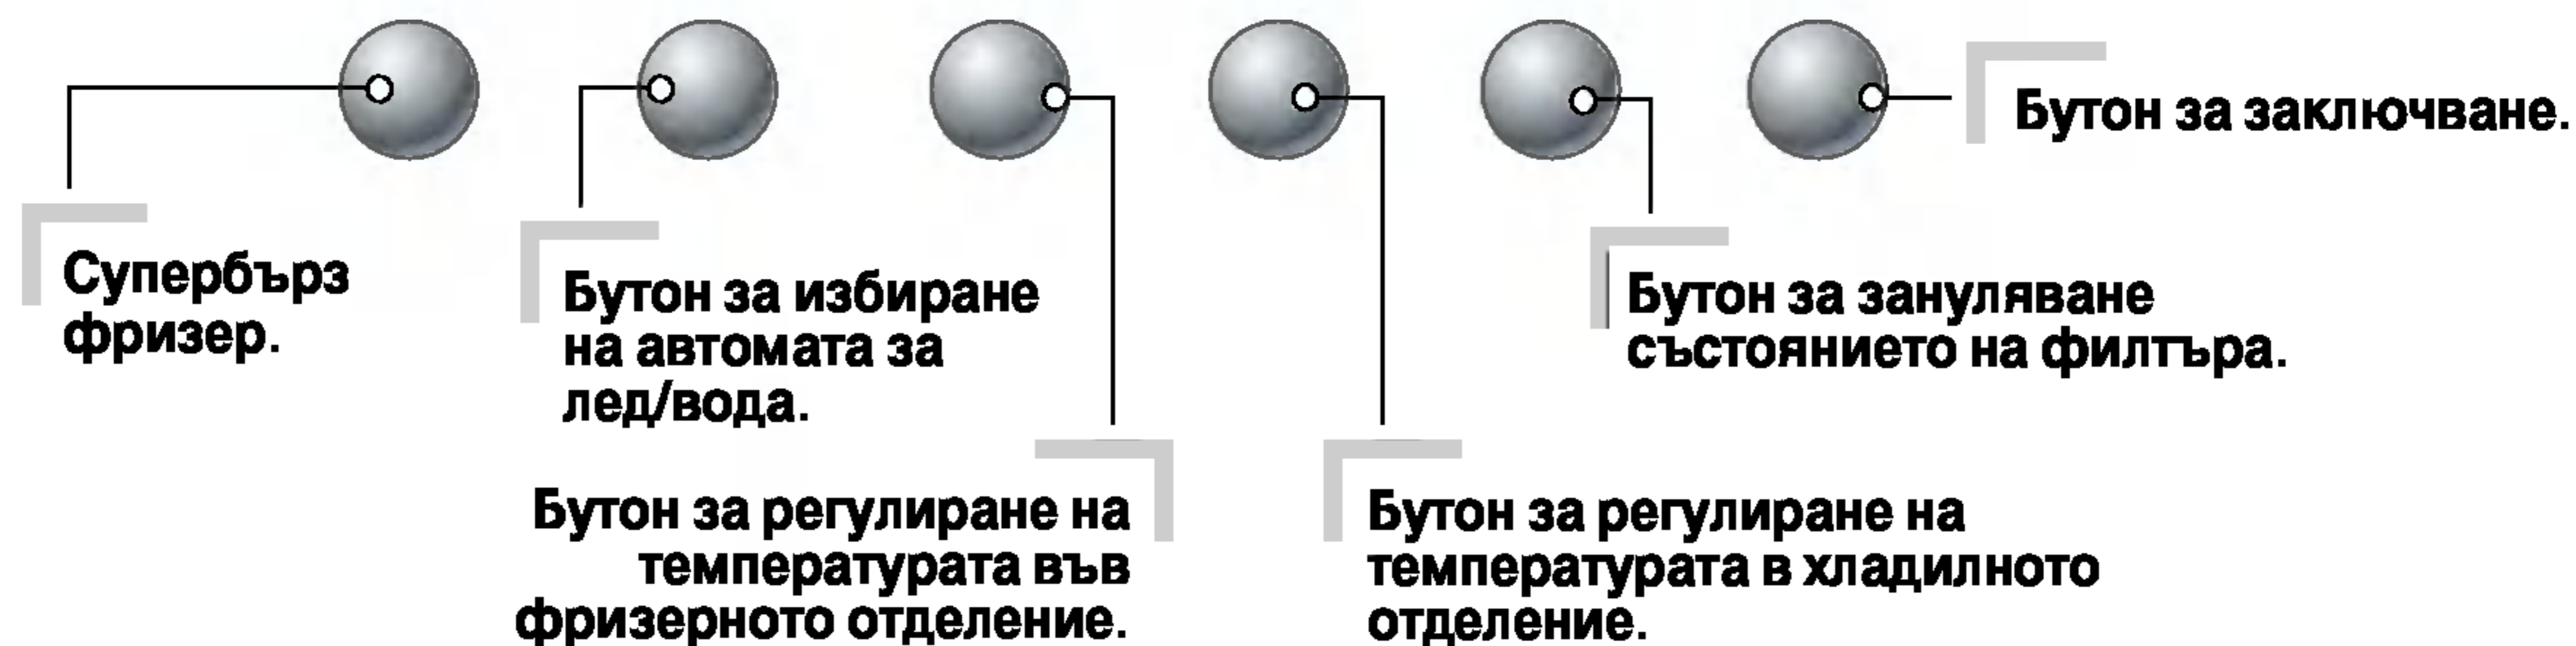 Бутон за заключване.
Супербърз
фризер.
Бутон за избиране
на автомата за
лед/вода.
Бутон за зануляване
състоянието на филтъра.
Бутон за регулиране на
температурата във
фризерното отделение.
Бутон за регулиране на
температурата в хладилното
отделение.